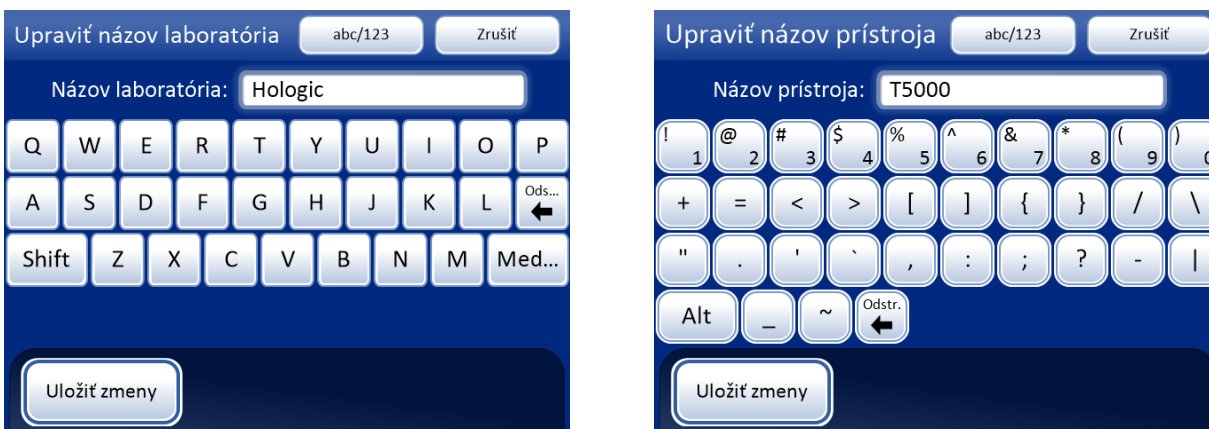 Upraviť názov laboratória abc/123 Zrušiť
Názov laboratória: Hologic
Q W E R T Y U I O P
A S D F G H J K L Ods...
Shift Z X C V B N M Med...
Uložiť zmeny
Upraviť názov prístroja abc/123 Zrušiť
Názov prístroja: T5000
! 1 @ 2 # 3 $ 4 % 5 ^ 6 & 7 * 8 ( 9 ) 0
+ = < > [ ] { } / \
" . ' ` , : ; ? - |
Alt _ ~ Odstr.
Uložiť zmeny